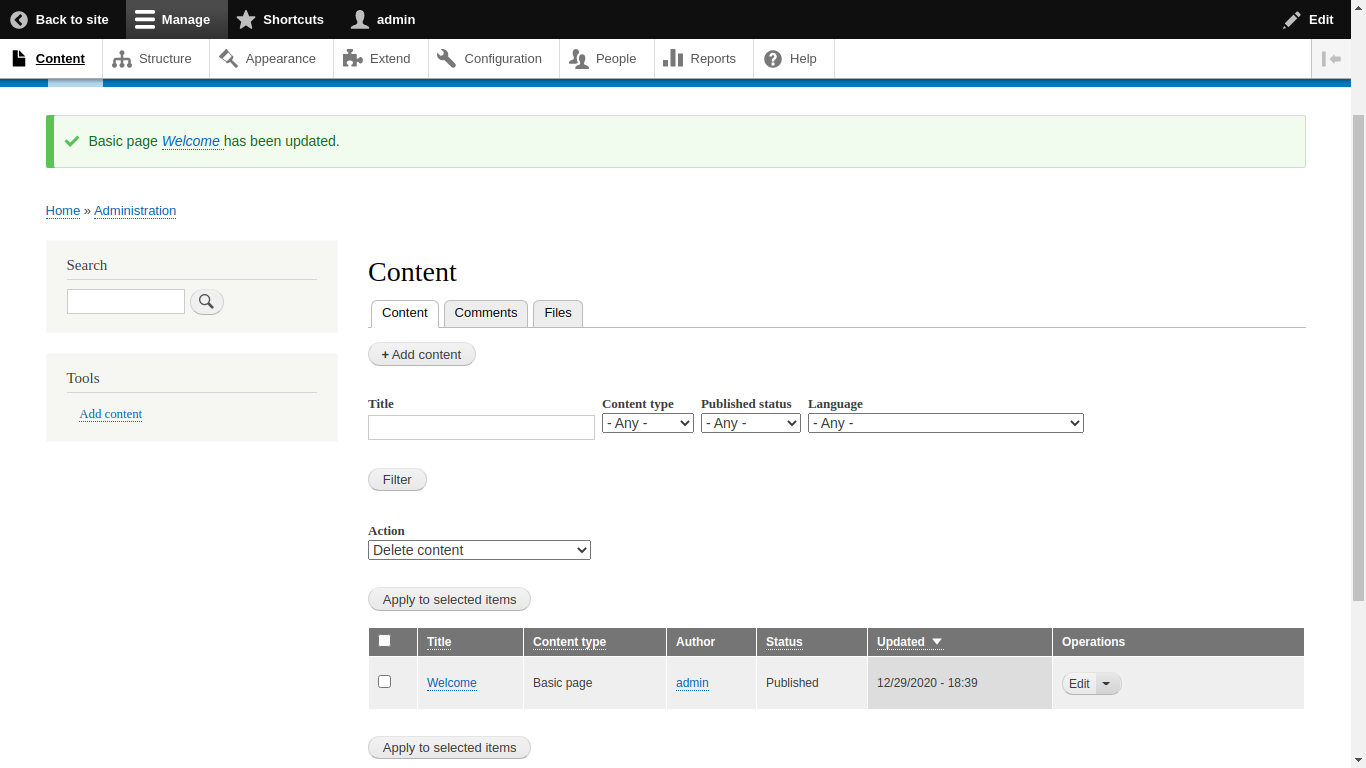 Back to site Manage Shortcuts admin Edit
Content Structure Appearance Extend Configuration People Reports Help
Basic page Welcome has been updated.
Home » Administration
Search
Tools
Add content
Content
Content Comments Files
+ Add content
Title Content type Published status Language
- Any - - Any - - Any -
Filter
Action
Delete content
Apply to selected items
Title Content type Author Status Updated Operations
Welcome Basic page admin Published 12/29/2020 - 18:39 Edit
Apply to selected items